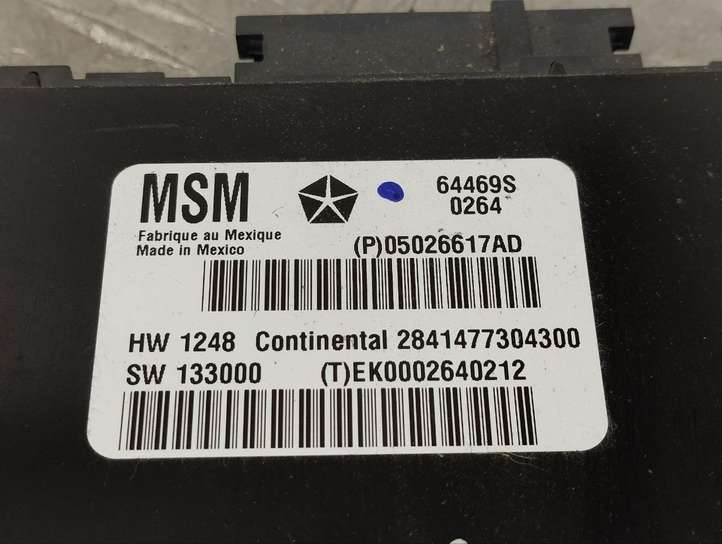 MSM
64469S
0264
Fabrique au Mexique
Made in Mexico
(P)05026617AD
HW 1248 Continental 2841477304300
SW 133000 (T)EK0002640212